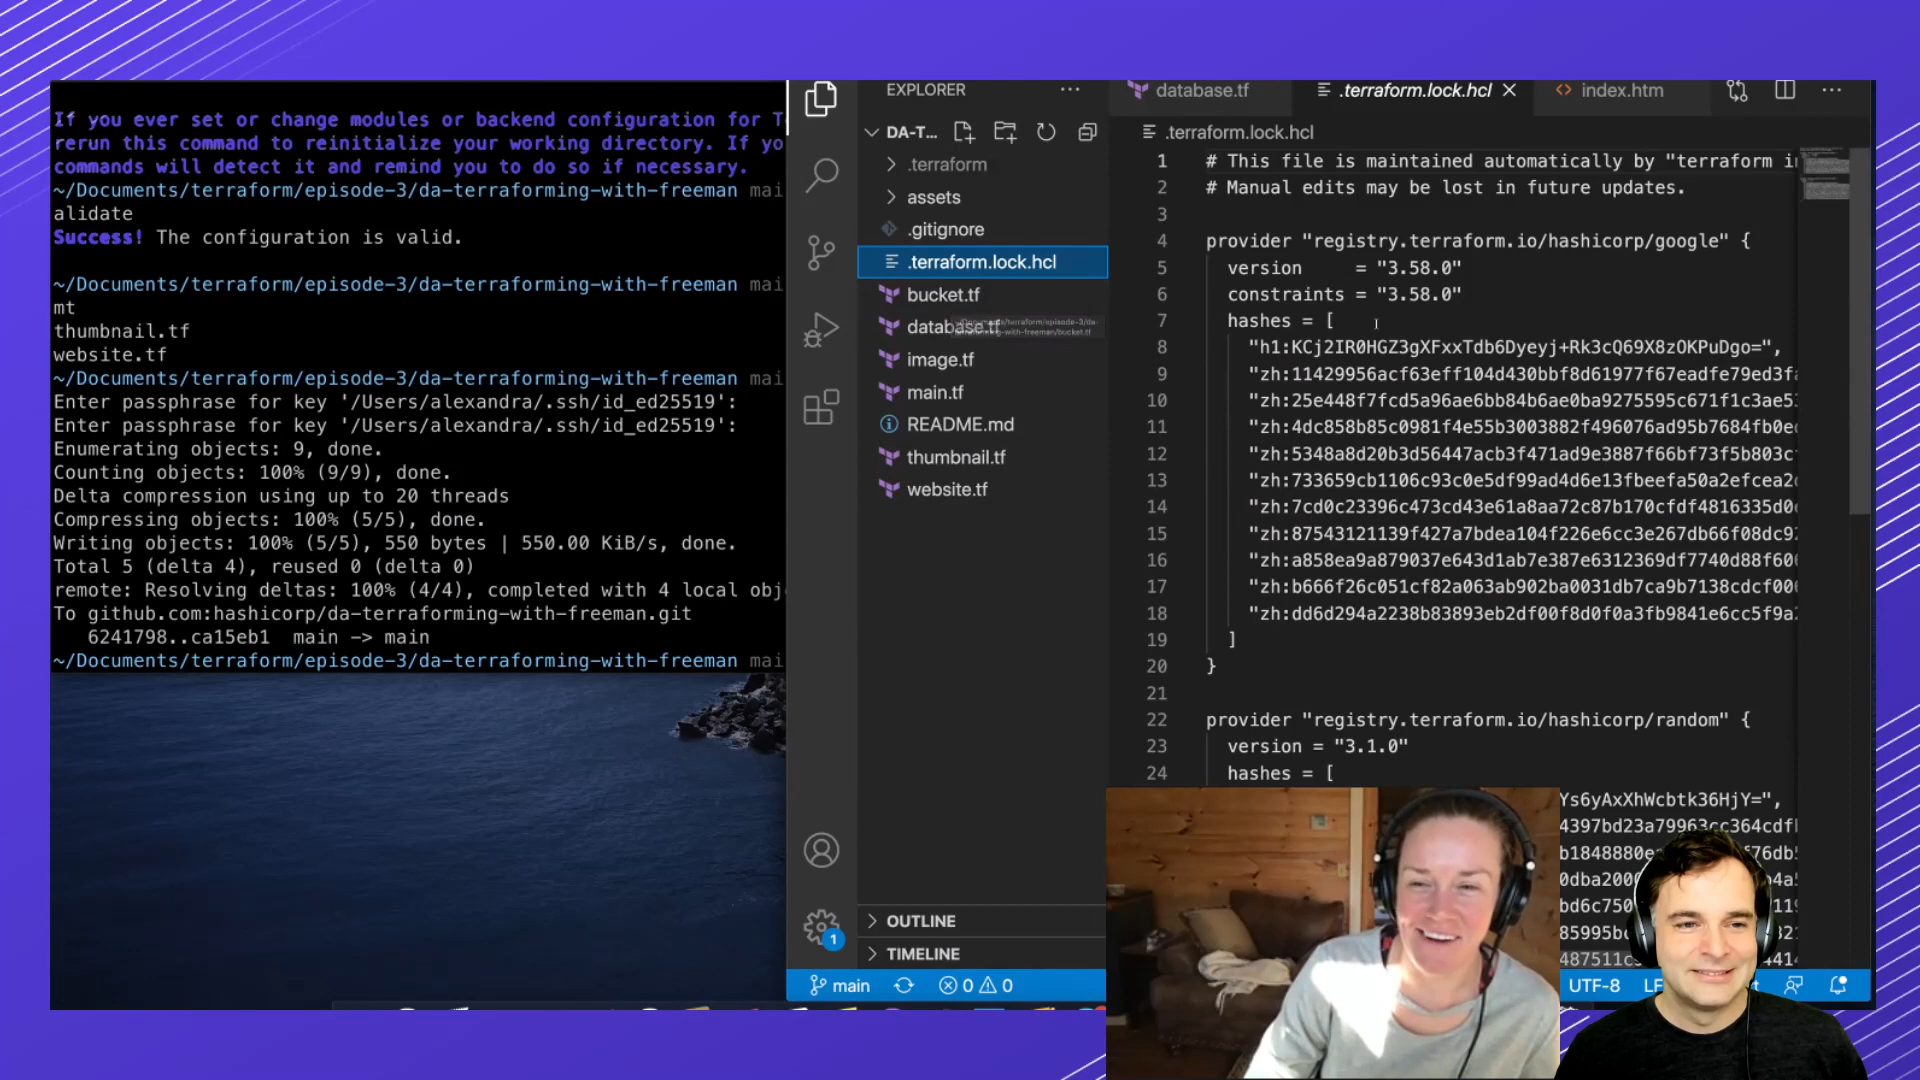 If you ever set or change modules or backend configuration for T
rerun this command to reinitialize your working directory. If yo
commands will detect it and remind you to do so if necessary.
~/Documents/terraform/episode-3/da-terraforming-with-freeman mai
alidate
Success! The configuration is valid.
~/Documents/terraform/episode-3/da-terraforming-with-freeman mai
mt
thumbnail.tf
website.tf
~/Documents/terraform/episode-3/da-terraforming-with-freeman mai
Enter passphrase for key '/Users/alexandra/.ssh/id_ed25519':
Enter passphrase for key '/Users/alexandra/.ssh/id_ed25519':
Enumerating objects: 9, done.
Counting objects: 100% (9/9), done.
Delta compression using up to 20 threads
Compressing objects: 100% (5/5), done.
Writing objects: 100% (5/5), 550 bytes | 550.00 KiB/s, done.
Total 5 (delta 4), reused 0 (delta 0)
remote: Resolving deltas: 100% (4/4), completed with 4 local obj
To github.com:hashicorp/da-terraforming-with-freeman.git
6241798..ca15eb1 main -> main
~/Documents/terraform/episode-3/da-terraforming-with-freeman mai
EXPLORER
DA-T...
.terraform
assets
.gitignore
.terraform.lock.hcl
bucket.tf
database.tf
image.tf
main.tf
README.md
thumbnail.tf
website.tf
OUTLINE
TIMELINE
1
main 0 0
database.tf .terraform.lock.hcl index.htm
.terraform.lock.hcl
1 # This file is maintained automatically by "terraform in
2 # Manual edits may be lost in future updates.
3
4 provider "registry.terraform.io/hashicorp/google" {
5 version = "3.58.0"
6 constraints = "3.58.0"
7 hashes = [
8 "h1:KCj2IR0HGZ3gXFxxTdb6Dyeyj+Rk3cQ69X8zOKPuDgo=",
9 "zh:11429956acf63eff104d430bbf8d61977f67eadfe79ed3f
10 "zh:25e448f7fcd5a96ae6bb84b6ae0ba9275595c671f1c3ae5
11 "zh:4dc858b85c0981f4e55b3003882f496076ad95b7684fb0e
12 "zh:5348a8d20b3d56447acb3f471ad9e3887f66bf73f5b803c
13 "zh:733659cb1106c93c0e5df99ad4d6e13fbeefa50a2efcea2
14 "zh:7cd0c23396c473cd43e61a8aa72c87b170cfdf4816335d0
15 "zh:87543121139f427a7bdea104f226e6cc3e267db66f08dc9
16 "zh:a858ea9a879037e643d1ab7e387e6312369df7740d88f60
17 "zh:b666f26c051cf82a063ab902ba0031db7ca9b7138cdcf00
18 "zh:dd6d294a2238b83893eb2df00f8d0f0a3fb9841e6cc5f9a
19 ]
20 }
21
22 provider "registry.terraform.io/hashicorp/random" {
23 version = "3.1.0"
24 hashes = [
Ys6yAxXhWcbtk36HjY=",
4397bd23a79963cc364cdf
UTF-8